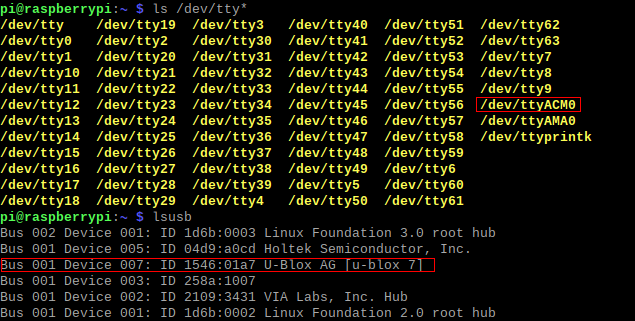 pi@raspberrypi:~ $ ls /dev/tty*
/dev/tty /dev/tty19 /dev/tty3 /dev/tty40 /dev/tty51 /dev/tty62
/dev/tty0 /dev/tty2 /dev/tty30 /dev/tty41 /dev/tty52 /dev/tty63
/dev/tty1 /dev/tty20 /dev/tty31 /dev/tty42 /dev/tty53 /dev/tty7
/dev/tty10 /dev/tty21 /dev/tty32 /dev/tty43 /dev/tty54 /dev/tty8
/dev/tty11 /dev/tty22 /dev/tty33 /dev/tty44 /dev/tty55 /dev/tty9
/dev/tty12 /dev/tty23 /dev/tty34 /dev/tty45 /dev/tty56 /dev/ttyACM0
/dev/tty13 /dev/tty24 /dev/tty35 /dev/tty46 /dev/tty57 /dev/ttyAMA0
/dev/tty14 /dev/tty25 /dev/tty36 /dev/tty47 /dev/tty58 /dev/ttyprintk
/dev/tty15 /dev/tty26 /dev/tty37 /dev/tty48 /dev/tty59
/dev/tty16 /dev/tty27 /dev/tty38 /dev/tty49 /dev/tty6
/dev/tty17 /dev/tty28 /dev/tty39 /dev/tty5 /dev/tty60
/dev/tty18 /dev/tty29 /dev/tty4 /dev/tty50 /dev/tty61
pi@raspberrypi:~ $ lsusb
Bus 002 Device 001: ID 1d6b:0003 Linux Foundation 3.0 root hub
Bus 001 Device 005: ID 04d9:a0cd Holtek Semiconductor, Inc.
Bus 001 Device 007: ID 1546:01a7 U-Blox AG [u-blox 7]
Bus 001 Device 003: ID 258a:1007
Bus 001 Device 002: ID 2109:3431 VIA Labs, Inc. Hub
Bus 001 Device 001: ID 1d6b:0002 Linux Foundation 2.0 root hub